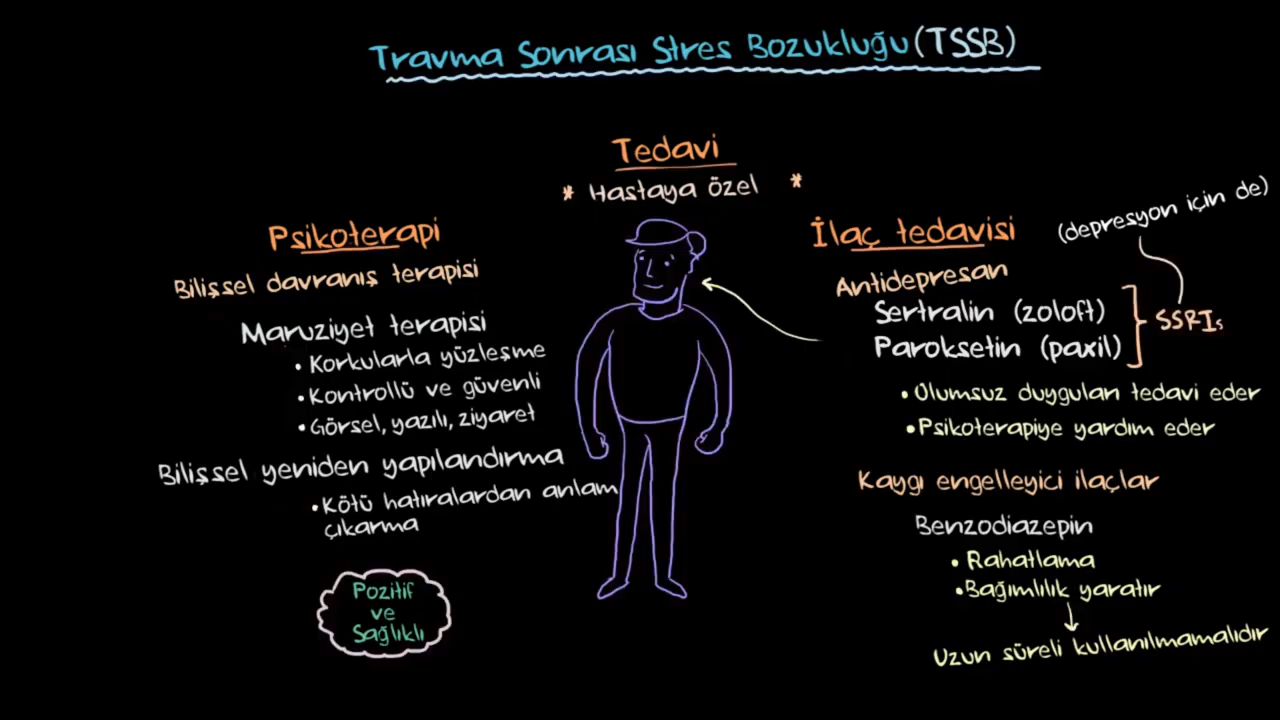 Travma Sonrası Stres Bozukluğu (TSSB)
Tedavi
* Hastaya özel *
Psikoterapi
Bilişsel davranış terapisi
Maruziyet terapisi
• Korkularla yüzleşme
• Kontrollü ve güvenli
• Görsel, yazılı, ziyaret
Bilişsel yeniden yapılandırma
• Kötü hatıralardan anlam
çıkarma
Pozitif
ve
Sağlıklı
İlaç tedavisi
(depresyon için de)
Antidepresan
Sertralin (zoloft)
Paroksetin (paxil)
SSRIs
• Olumsuz duyguları tedavi eder
• Psikoterapiye yardım eder
Kaygı engelleyici ilaçlar
Benzodiazepin
• Rahatlama
• Bağımlılık yaratır
Uzun süreli kullanılmamalıdır